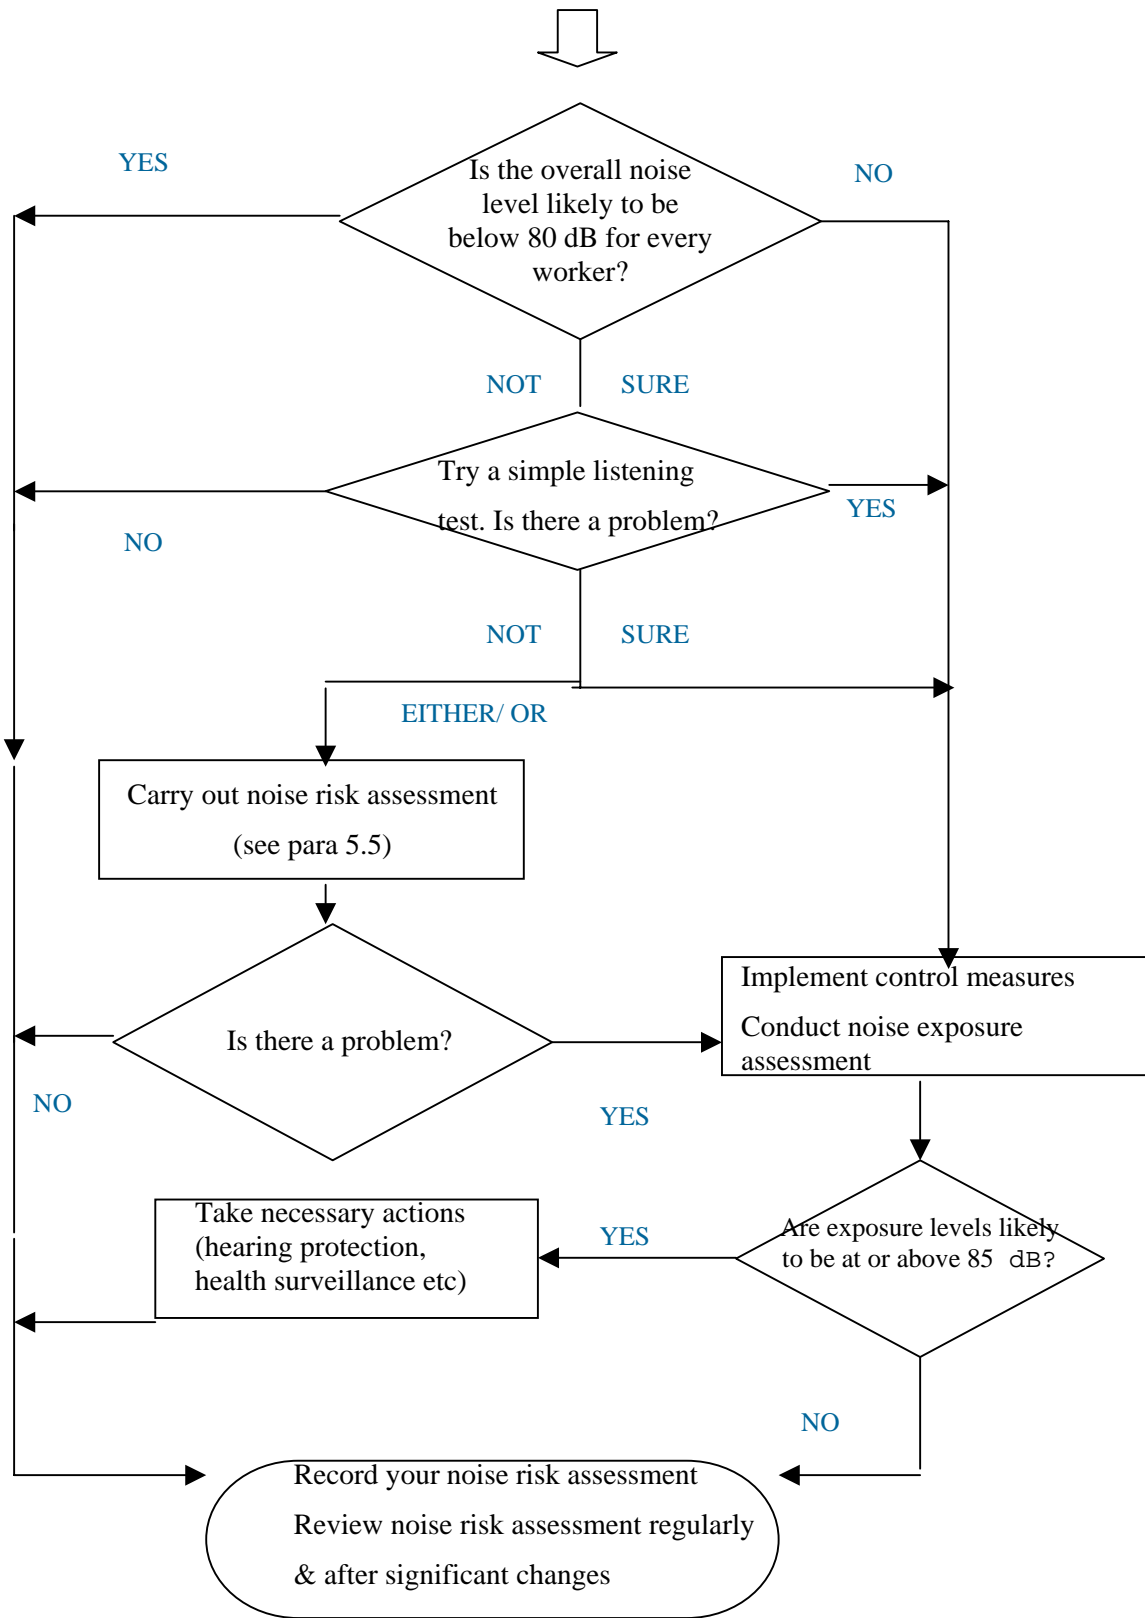 YES
Is the overall noise
level likely to be
below 80 dB for every
worker?
NO
NOT SURE
Try a simple listening
test. Is there a problem?
YES
NO
NOT SURE
EITHER/ OR
Carry out noise risk assessment
(see para 5.5)
Implement control measures
Conduct noise exposure
assessment
Is there a problem?
NO
YES
Take necessary actions
(hearing protection,
health surveillance etc)
YES
Are exposure levels likely
to be at or above 85 dB?
NO
Record your noise risk assessment
Review noise risk assessment regularly
& after significant changes